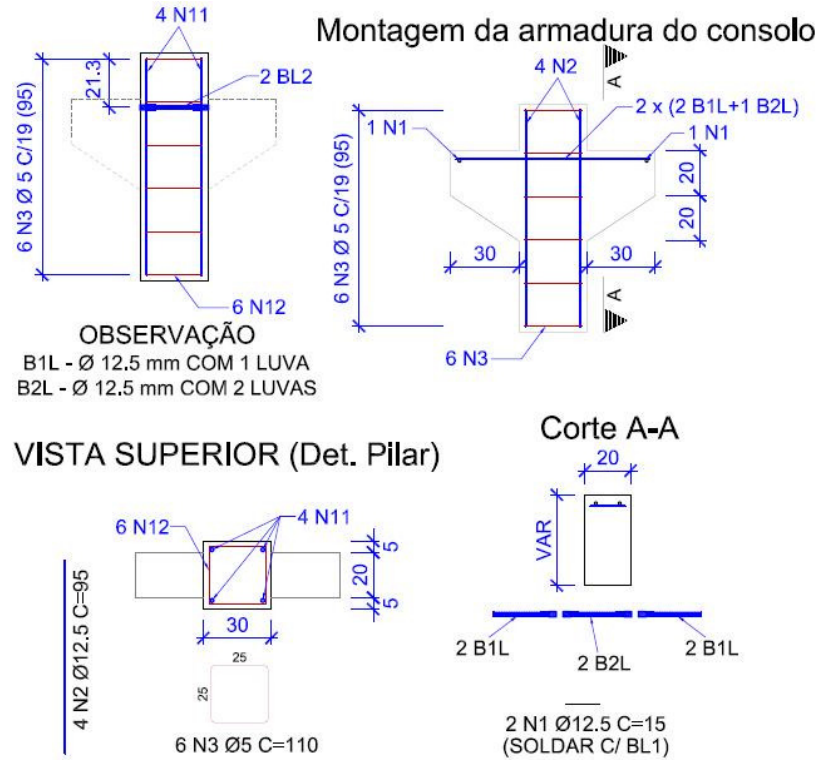 4 N11
21.3
2 BL2
6 N3 Ø 5 C/19 (95)
6 N12
OBSERVAÇÃO
B1L - Ø 12.5 mm COM 1 LUVA
B2L - Ø 12.5 mm COM 2 LUVAS
Montagem da armadura do consolo
4 N2
A
2 x (2 B1L+1 B2L)
1 N1
1 N1
6 N3 Ø 5 C/19 (95)
20
20
30
30
A
6 N3
VISTA SUPERIOR (Det. Pilar)
6 N12
4 N11
5
20
5
30
4 N2 Ø12.5 C=95
25
25
6 N3 Ø5 C=110
Corte A-A
20
VAR
2 B1L
2 B2L
2 B1L
2 N1 Ø12.5 C=15
(SOLDAR C/ BL1)